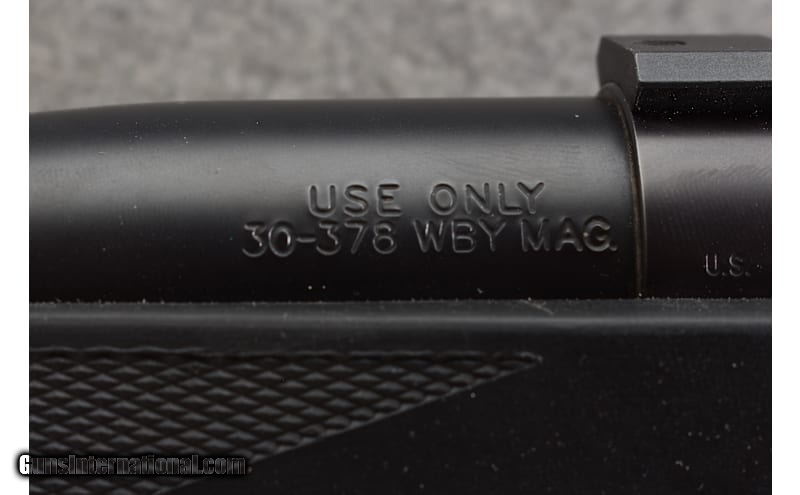 USE ONLY
30-378 WBY MAG.
U.S.
GunsInternational.com